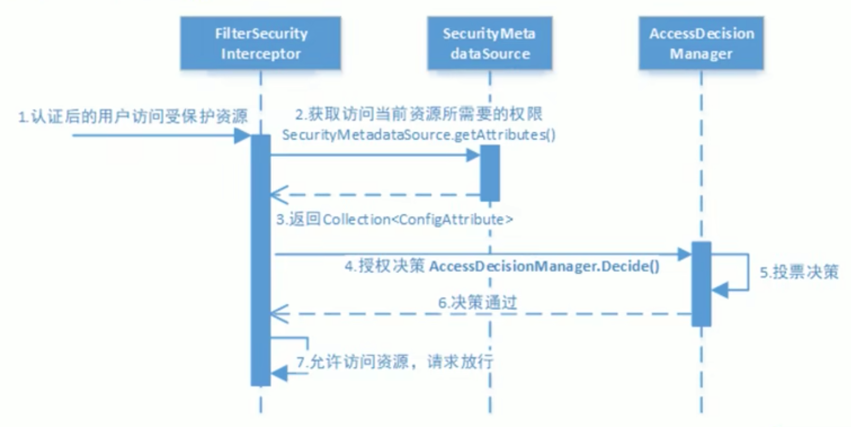 FilterSecurity
Interceptor
SecurityMeta
dataSource
AccessDecision
Manager
1.认证后的用户访问受保护资源
2.获取访问当前资源所需要的权限
SecurityMetadataSource.getAttributes()
3.返回Collection<ConfigAttribute>
4.授权决策 AccessDecisionManager.Decide()
5.投票决策
6.决策通过
7.允许访问资源，请求放行